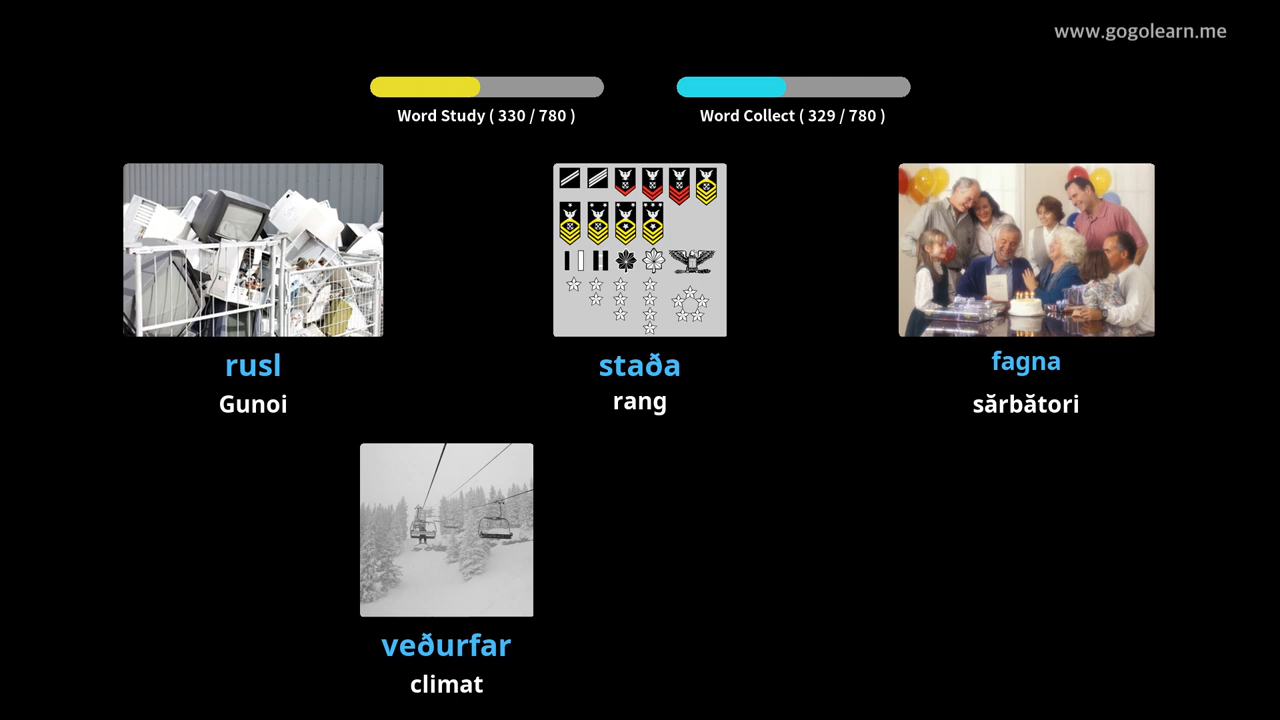 www.gogolearn.me
Word Study ( 330 / 780 )
Word Collect ( 329 / 780 )
rusl
Gunoi
staða
rang
fagna
sărbători
veðurfar
climat